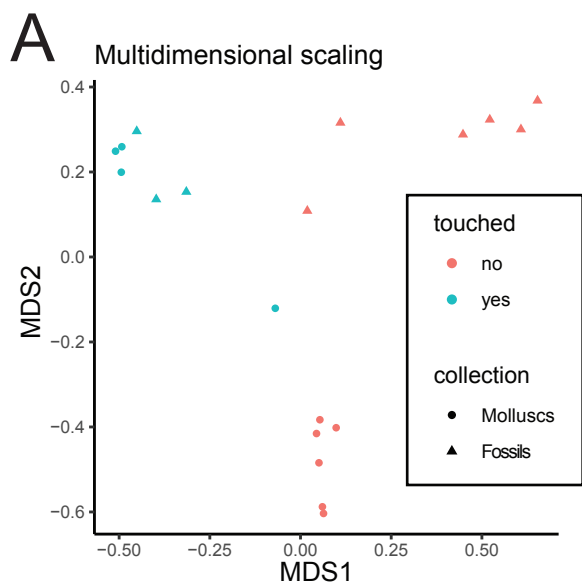 A
Multidimensional scaling
0.4
0.2
0.0
−0.2
−0.4
−0.6
MDS2
−0.50
−0.25
0.00
0.25
0.50
MDS1
touched
no
yes
collection
Molluscs
Fossils